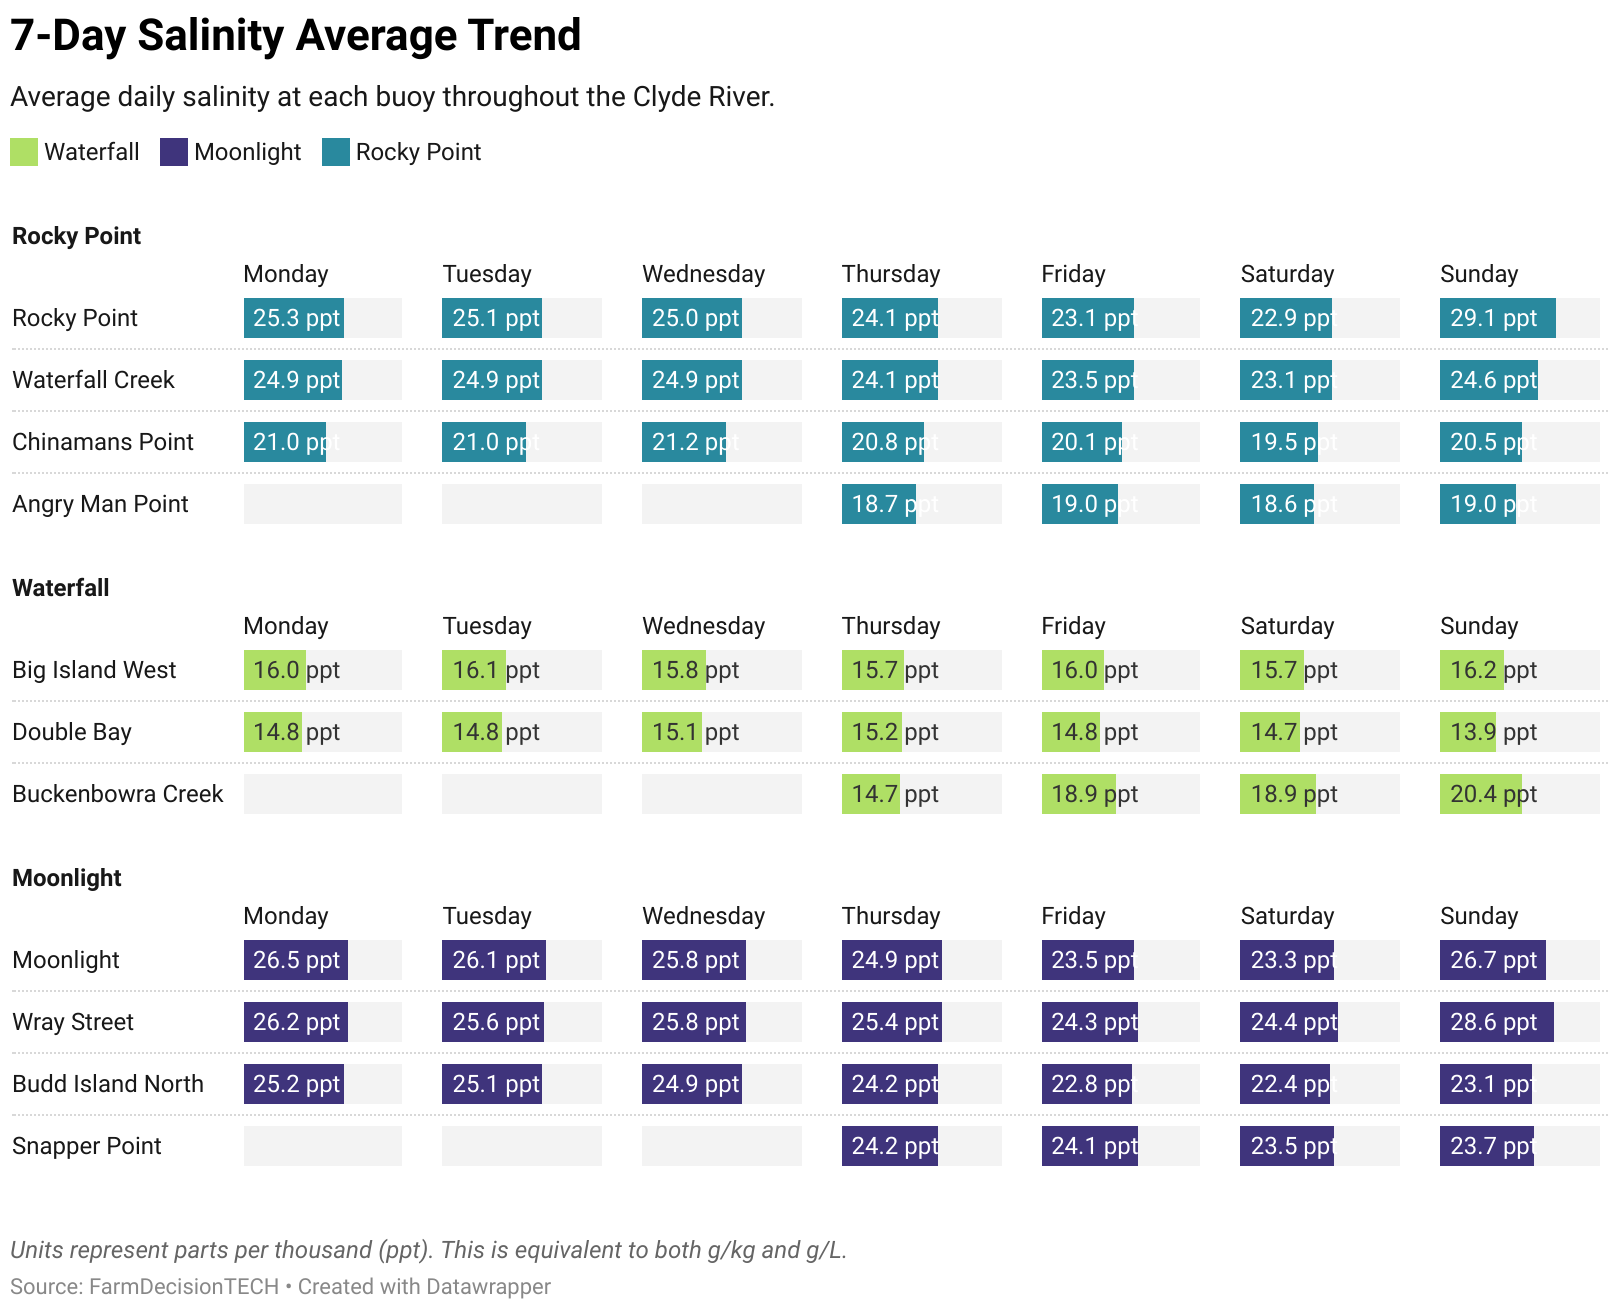 7-Day Salinity Average Trend
Average daily salinity at each buoy throughout the Clyde River.
Waterfall Moonlight Rocky Point
Rocky Point
Monday Tuesday Wednesday Thursday Friday Saturday Sunday
Rocky Point 25.3 ppt 25.1 ppt 25.0 ppt 24.1 ppt 23.1 ppt 22.9 ppt 29.1 ppt
Waterfall Creek 24.9 ppt 24.9 ppt 24.9 ppt 24.1 ppt 23.5 ppt 23.1 ppt 24.6 ppt
Chinamans Point 21.0 ppt 21.0 ppt 21.2 ppt 20.8 ppt 20.1 ppt 19.5 ppt 20.5 ppt
Angry Man Point 18.7 ppt 19.0 ppt 18.6 ppt 19.0 ppt
Waterfall
Monday Tuesday Wednesday Thursday Friday Saturday Sunday
Big Island West 16.0 ppt 16.1 ppt 15.8 ppt 15.7 ppt 16.0 ppt 15.7 ppt 16.2 ppt
Double Bay 14.8 ppt 14.8 ppt 15.1 ppt 15.2 ppt 14.8 ppt 14.7 ppt 13.9 ppt
Buckenbowra Creek 14.7 ppt 18.9 ppt 18.9 ppt 20.4 ppt
Moonlight
Monday Tuesday Wednesday Thursday Friday Saturday Sunday
Moonlight 26.5 ppt 26.1 ppt 25.8 ppt 24.9 ppt 23.5 ppt 23.3 ppt 26.7 ppt
Wray Street 26.2 ppt 25.6 ppt 25.8 ppt 25.4 ppt 24.3 ppt 24.4 ppt 28.6 ppt
Budd Island North 25.2 ppt 25.1 ppt 24.9 ppt 24.2 ppt 22.8 ppt 22.4 ppt 23.1 ppt
Snapper Point 24.2 ppt 24.1 ppt 23.5 ppt 23.7 ppt
Units represent parts per thousand (ppt). This is equivalent to both g/kg and g/L.
Source: FarmDecisionTECH • Created with Datawrapper